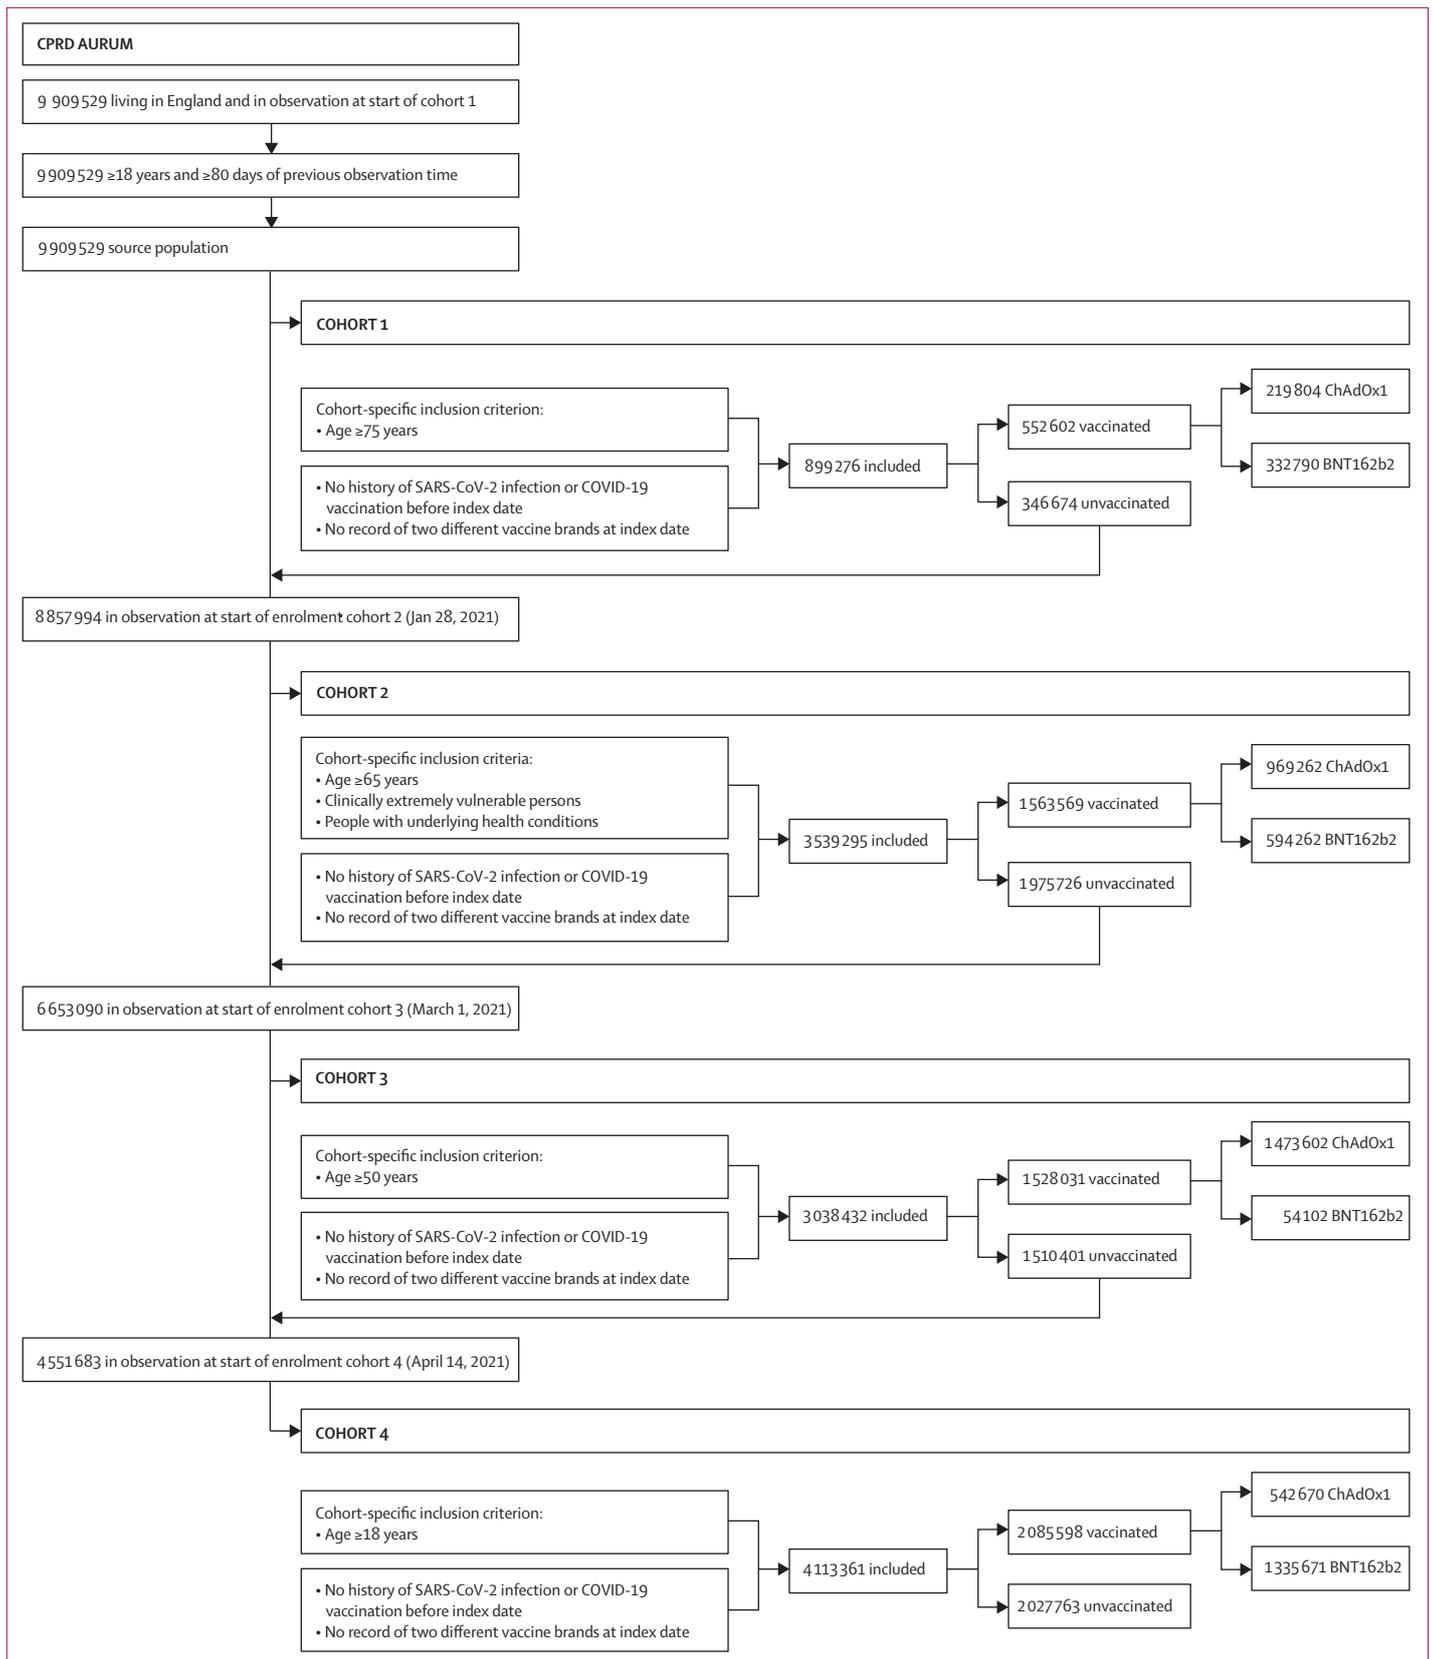 CPRD AURUM
9 909 529 living in England and in observation at start of cohort 1
9 909 529 ≥18 years and ≥80 days of previous observation time
9 909 529 source population
COHORT 1
Cohort-specific inclusion criterion:
• Age ≥75 years
• No history of SARS-CoV-2 infection or COVID-19
vaccination before index date
• No record of two different vaccine brands at index date
899 276 included
552 602 vaccinated
346 674 unvaccinated
219 804 ChAdOx1
332 790 BNT162b2
8 857 994 in observation at start of enrolment cohort 2 (Jan 28, 2021)
COHORT 2
Cohort-specific inclusion criteria:
• Age ≥65 years
• Clinically extremely vulnerable persons
• People with underlying health conditions
• No history of SARS-CoV-2 infection or COVID-19
vaccination before index date
• No record of two different vaccine brands at index date
3 539 295 included
1 563 569 vaccinated
1 975 726 unvaccinated
969 262 ChAdOx1
594 262 BNT162b2
6 653 090 in observation at start of enrolment cohort 3 (March 1, 2021)
COHORT 3
Cohort-specific inclusion criterion:
• Age ≥50 years
• No history of SARS-CoV-2 infection or COVID-19
vaccination before index date
• No record of two different vaccine brands at index date
3 038 432 included
1 528 031 vaccinated
1 510 401 unvaccinated
1 473 602 ChAdOx1
54 102 BNT162b2
4 551 683 in observation at start of enrolment cohort 4 (April 14, 2021)
COHORT 4
Cohort-specific inclusion criterion:
• Age ≥18 years
• No history of SARS-CoV-2 infection or COVID-19
vaccination before index date
• No record of two different vaccine brands at index date
4 113 361 included
2 085 598 vaccinated
2 027 763 unvaccinated
542 670 ChAdOx1
1 335 671 BNT162b2